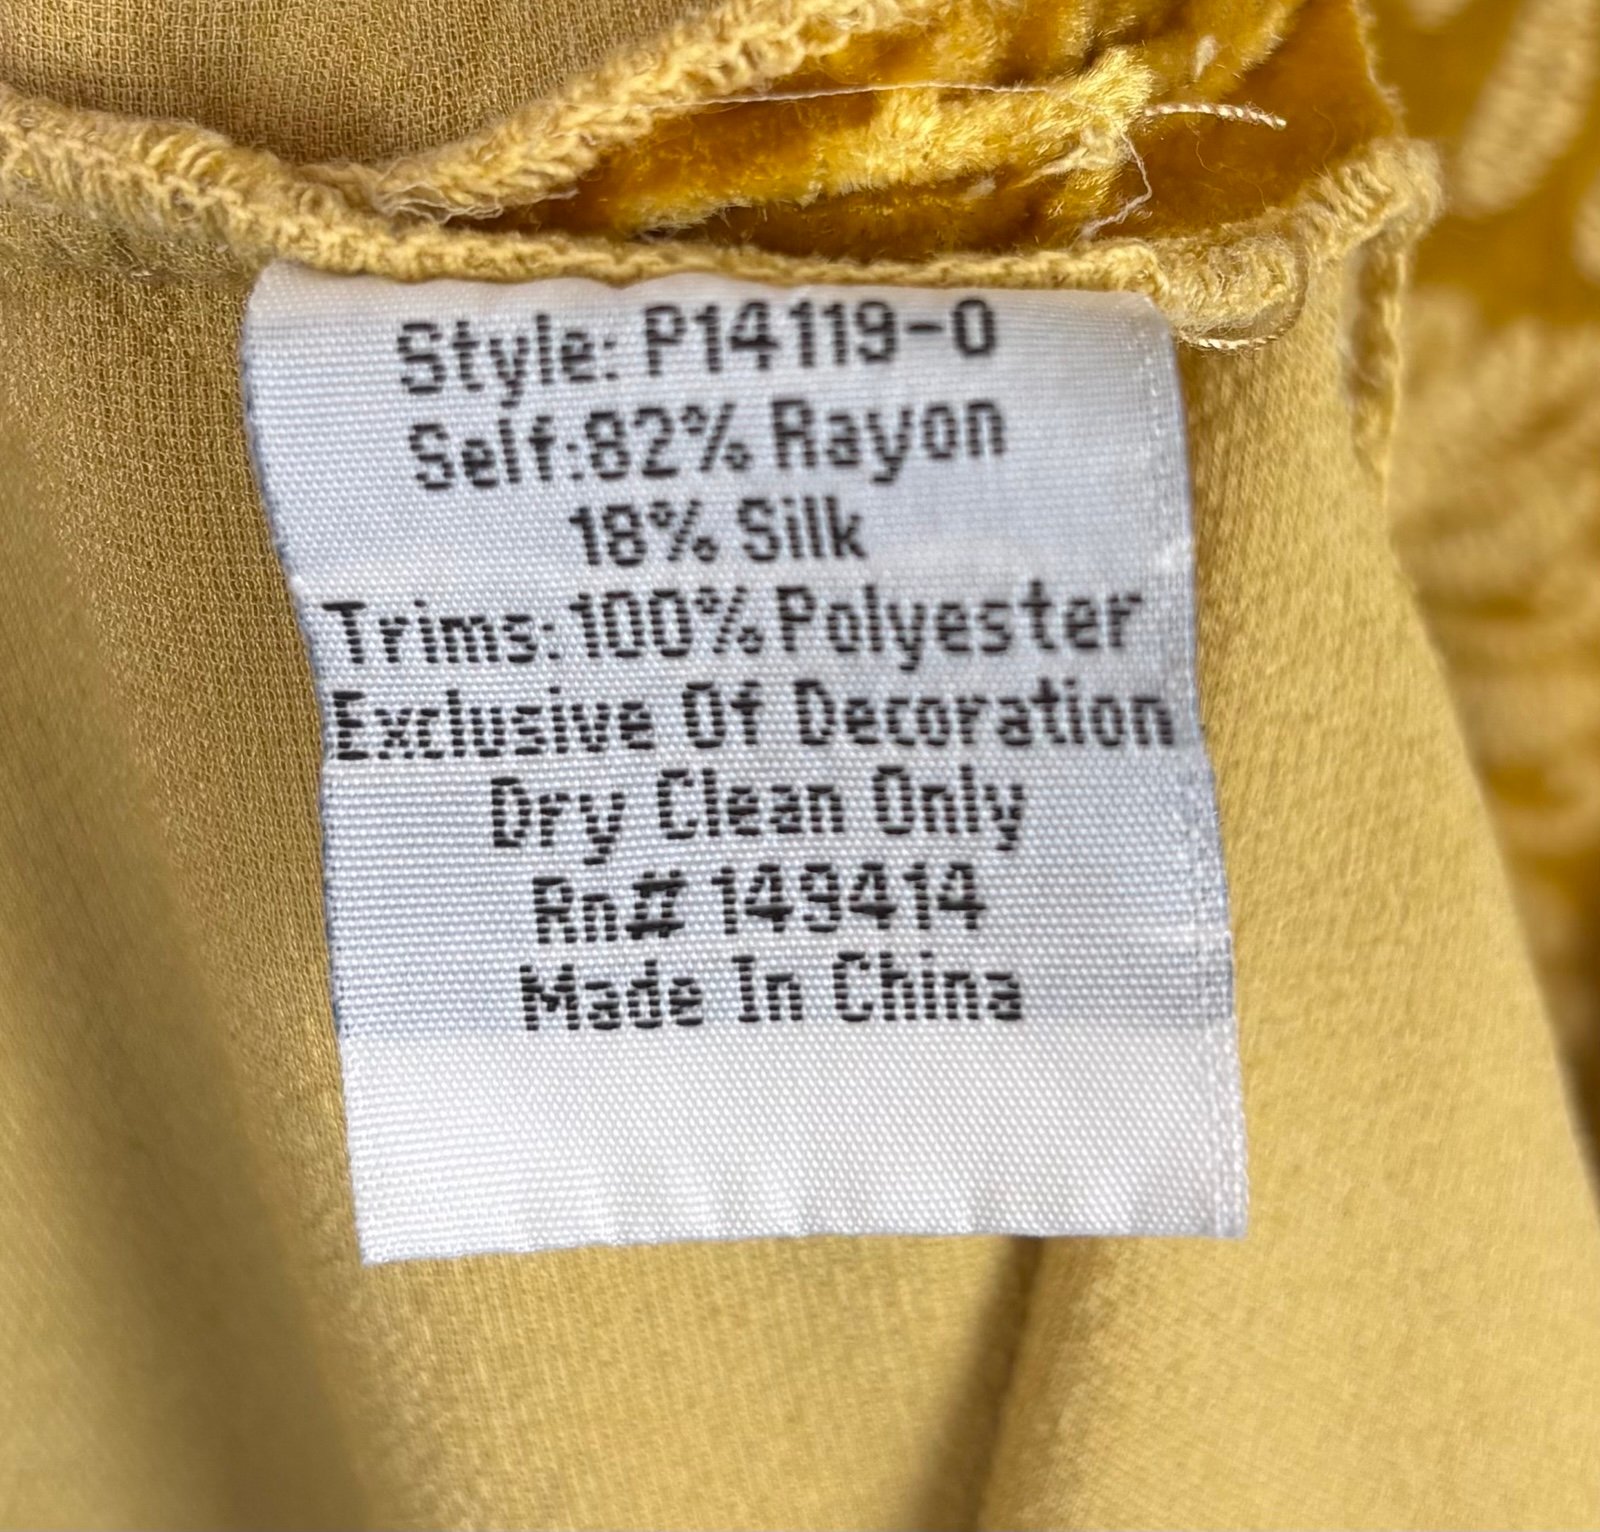 Style: P14119-0
Self:82% Rayon
18% Silk
Trims:100% Polyester
Exclusive Of Decoration
Dry Clean Only
Rn# 149414
Made In China